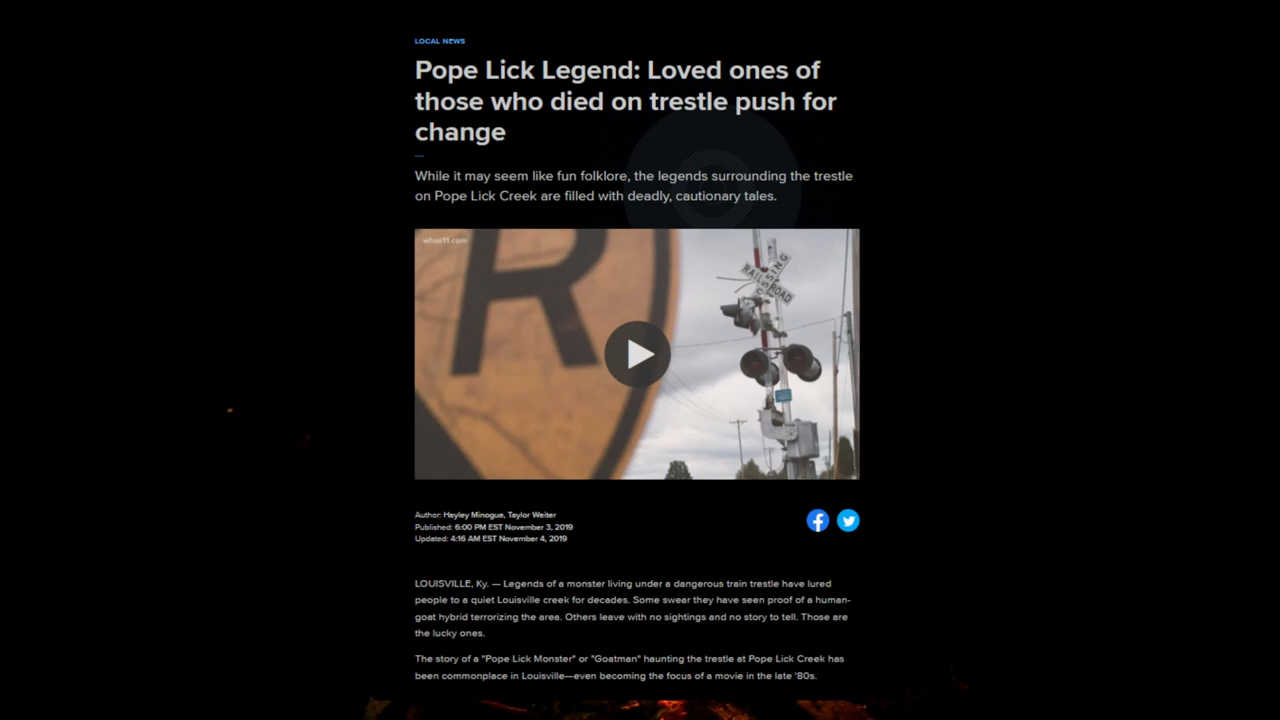 LOCAL NEWS
Pope Lick Legend: Loved ones of
those who died on trestle push for
change
While it may seem like fun folklore, the legends surrounding the trestle
on Pope Lick Creek are filled with deadly, cautionary tales.
whas11.com
R
RAILROAD
CROSSING
Author: Hayley Minogue, Taylor Weiter
Published: 6:00 PM EST November 3, 2019
Updated: 4:16 AM EST November 4, 2019
LOUISVILLE, Ky. — Legends of a monster living under a dangerous train trestle have lured
people to a quiet Louisville creek for decades. Some swear they have seen proof of a human-
goat hybrid terrorizing the area. Others leave with no sightings and no story to tell. Those are
the lucky ones.
The story of a "Pope Lick Monster" or "Goatman" haunting the trestle at Pope Lick Creek has
been commonplace in Louisville—even becoming the focus of a movie in the late '80s.